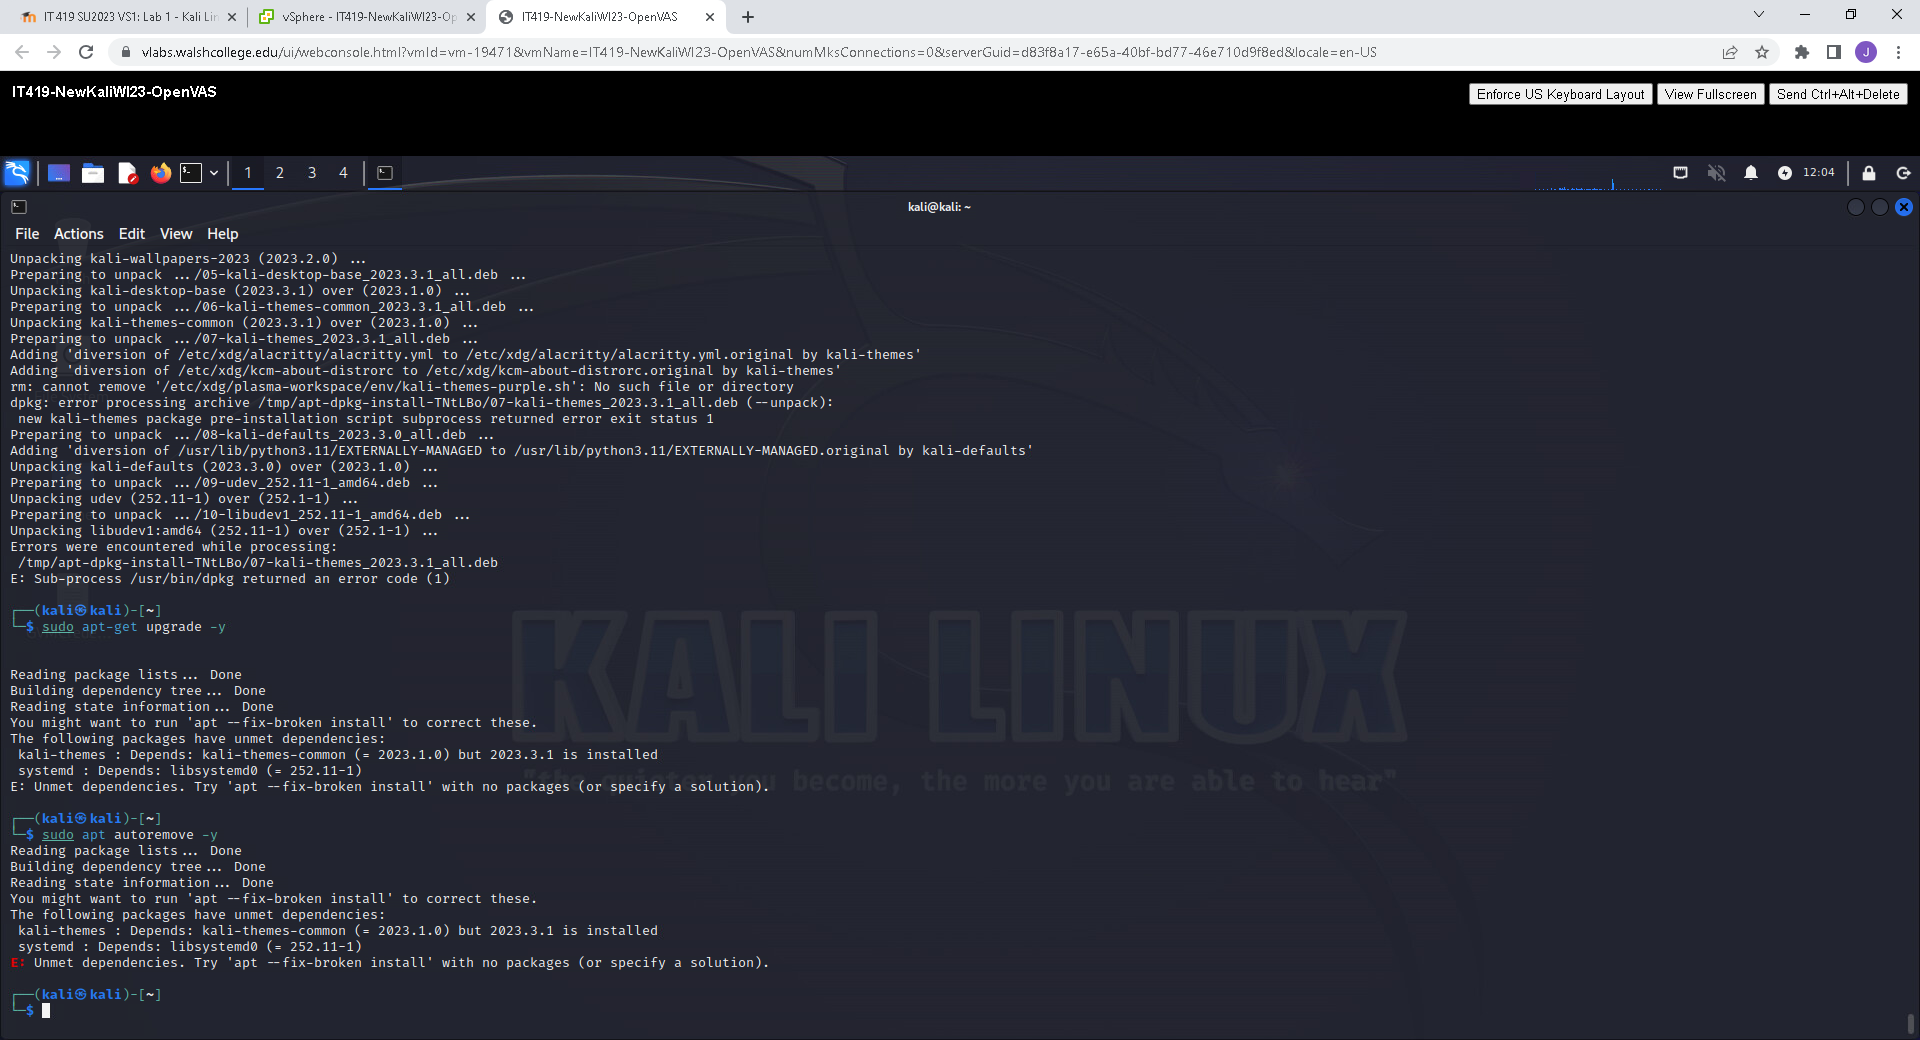 IT419 SU2023 VS1: Lab 1 - Kali Lin
vSphere - IT419-NewKaliWI23-Op
IT419-NewKaliWI23-OpenVAS
vlabs.walshcollege.edu/ui/webconsole.html?vmId=vm-19471&vmName=IT419-NewKaliWI23-OpenVAS&numMksConnections=0&serverGuid=d83f8a17-e65a-40bf-bd77-46e710d9f8ed&locale=en-US
J
IT419-NewKaliWI23-OpenVAS
Enforce US Keyboard Layout View Fullscreen Send Ctrl+Alt+Delete
1 2 3 4 12:04
kali@kali: ~
File Actions Edit View Help
Unpacking kali-wallpapers-2023 (2023.2.0) ...
Preparing to unpack .../05-kali-desktop-base_2023.3.1_all.deb ...
Unpacking kali-desktop-base (2023.3.1) over (2023.1.0) ...
Preparing to unpack .../06-kali-themes-common_2023.3.1_all.deb ...
Unpacking kali-themes-common (2023.3.1) over (2023.1.0) ...
Preparing to unpack .../07-kali-themes_2023.3.1_all.deb ...
Adding 'diversion of /etc/xdg/alacritty/alacritty.yml to /etc/xdg/alacritty/alacritty.yml.original by kali-themes'
Adding 'diversion of /etc/xdg/kcm-about-distrorc to /etc/xdg/kcm-about-distrorc.original by kali-themes'
rm: cannot remove '/etc/xdg/plasma-workspace/env/kali-themes-purple.sh': No such file or directory
dpkg: error processing archive /tmp/apt-dpkg-install-TNtLBo/07-kali-themes_2023.3.1_all.deb (--unpack):
 new kali-themes package pre-installation script subprocess returned error exit status 1
Preparing to unpack .../08-kali-defaults_2023.3.0_all.deb ...
Adding 'diversion of /usr/lib/python3.11/EXTERNALLY-MANAGED to /usr/lib/python3.11/EXTERNALLY-MANAGED.original by kali-defaults'
Unpacking kali-defaults (2023.3.0) over (2023.1.0) ...
Preparing to unpack .../09-udev_252.11-1_amd64.deb ...
Unpacking udev (252.11-1) over (252.1-1) ...
Preparing to unpack .../10-libudev1_252.11-1_amd64.deb ...
Unpacking libudev1:amd64 (252.11-1) over (252.1-1) ...
Errors were encountered while processing:
 /tmp/apt-dpkg-install-TNtLBo/07-kali-themes_2023.3.1_all.deb
E: Sub-process /usr/bin/dpkg returned an error code (1)
┌──(kali㉿kali)-[~]
└─$ sudo apt-get upgrade -y
Reading package lists... Done
Building dependency tree... Done
Reading state information... Done
You might want to run 'apt --fix-broken install' to correct these.
The following packages have unmet dependencies:
 kali-themes : Depends: kali-themes-common (= 2023.1.0) but 2023.3.1 is installed
 systemd : Depends: libsystemd0 (= 252.11-1)
E: Unmet dependencies. Try 'apt --fix-broken install' with no packages (or specify a solution).
┌──(kali㉿kali)-[~]
└─$ sudo apt autoremove -y
Reading package lists... Done
Building dependency tree... Done
Reading state information... Done
You might want to run 'apt --fix-broken install' to correct these.
The following packages have unmet dependencies:
 kali-themes : Depends: kali-themes-common (= 2023.1.0) but 2023.3.1 is installed
 systemd : Depends: libsystemd0 (= 252.11-1)
E: Unmet dependencies. Try 'apt --fix-broken install' with no packages (or specify a solution).
┌──(kali㉿kali)-[~]
└─$
KALI LINUX
"the quieter you become, the more you are able to hear"